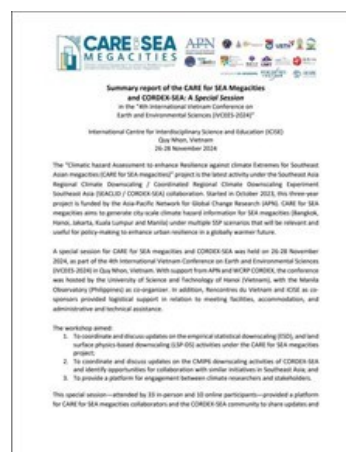 CARE FOR SEA
MEGACITIES
APN
Summary report of the CARE for SEA Megacities
and CORDEX-SEA: A Special Session
in the "4th International Vietnam Conference on
Earth and Environmental Sciences (IVCEES-2024)"
International Centre for Interdisciplinary Science and Education (ICISE)
Quy Nhon, Vietnam
26-28 November 2024
The "Climatic hazard Assessment to enhance Resilience against climate Extremes for Southeast
Asian megacities (CARE for SEA megacities)" project is the latest activity under the Southeast Asia
Regional Climate Downscaling / Coordinated Regional Climate Downscaling Experiment
Southeast Asia (SEACLID / CORDEX-SEA) collaboration. Started in October 2023, this three-year
project is funded by the Asia-Pacific Network for Global Change Research (APN). CARE for SEA
megacities aims to generate city-scale climate hazard information for SEA megacities (Bangkok,
Hanoi, Jakarta, Kuala Lumpur and Manila) under multiple SSP scenarios that will be relevant and
useful for policy-making to enhance urban resilience in a globally warmer future.
A special session for CARE for SEA megacities and CORDEX-SEA was held on 26-28 November
2024, as part of the 4th International Vietnam Conference on Earth and Environmental Sciences
(IVCEES-2024) in Quy Nhon, Vietnam. With support from APN and WCRP CORDEX, the conference
was hosted by the University of Science and Technology of Hanoi (Vietnam), with the Manila
Observatory (Philippines) as co-organizer. In addition, Rencontres du Vietnam and ICISE as co-
sponsors provided logistical support in relation to meeting facilities, accommodation, and
administrative and technical assistance.
The workshop aimed:
1. To coordinate and discuss updates on the empirical statistical downscaling (ESD), and land
surface physics-based downscaling (LSP-DS) activities under the CARE for SEA megacities
project;
2. To coordinate and discuss updates on the CMIP6 downscaling activities of CORDEX-SEA
and identify opportunities for collaboration with similar initiatives in Southeast Asia; and
3. To provide a platform for engagement between climate researchers and stakeholders.
This special session—attended by 33 in-person and 10 online participants—provided a platform
for CARE for SEA megacities collaborators and the CORDEX-SEA community to share updates and